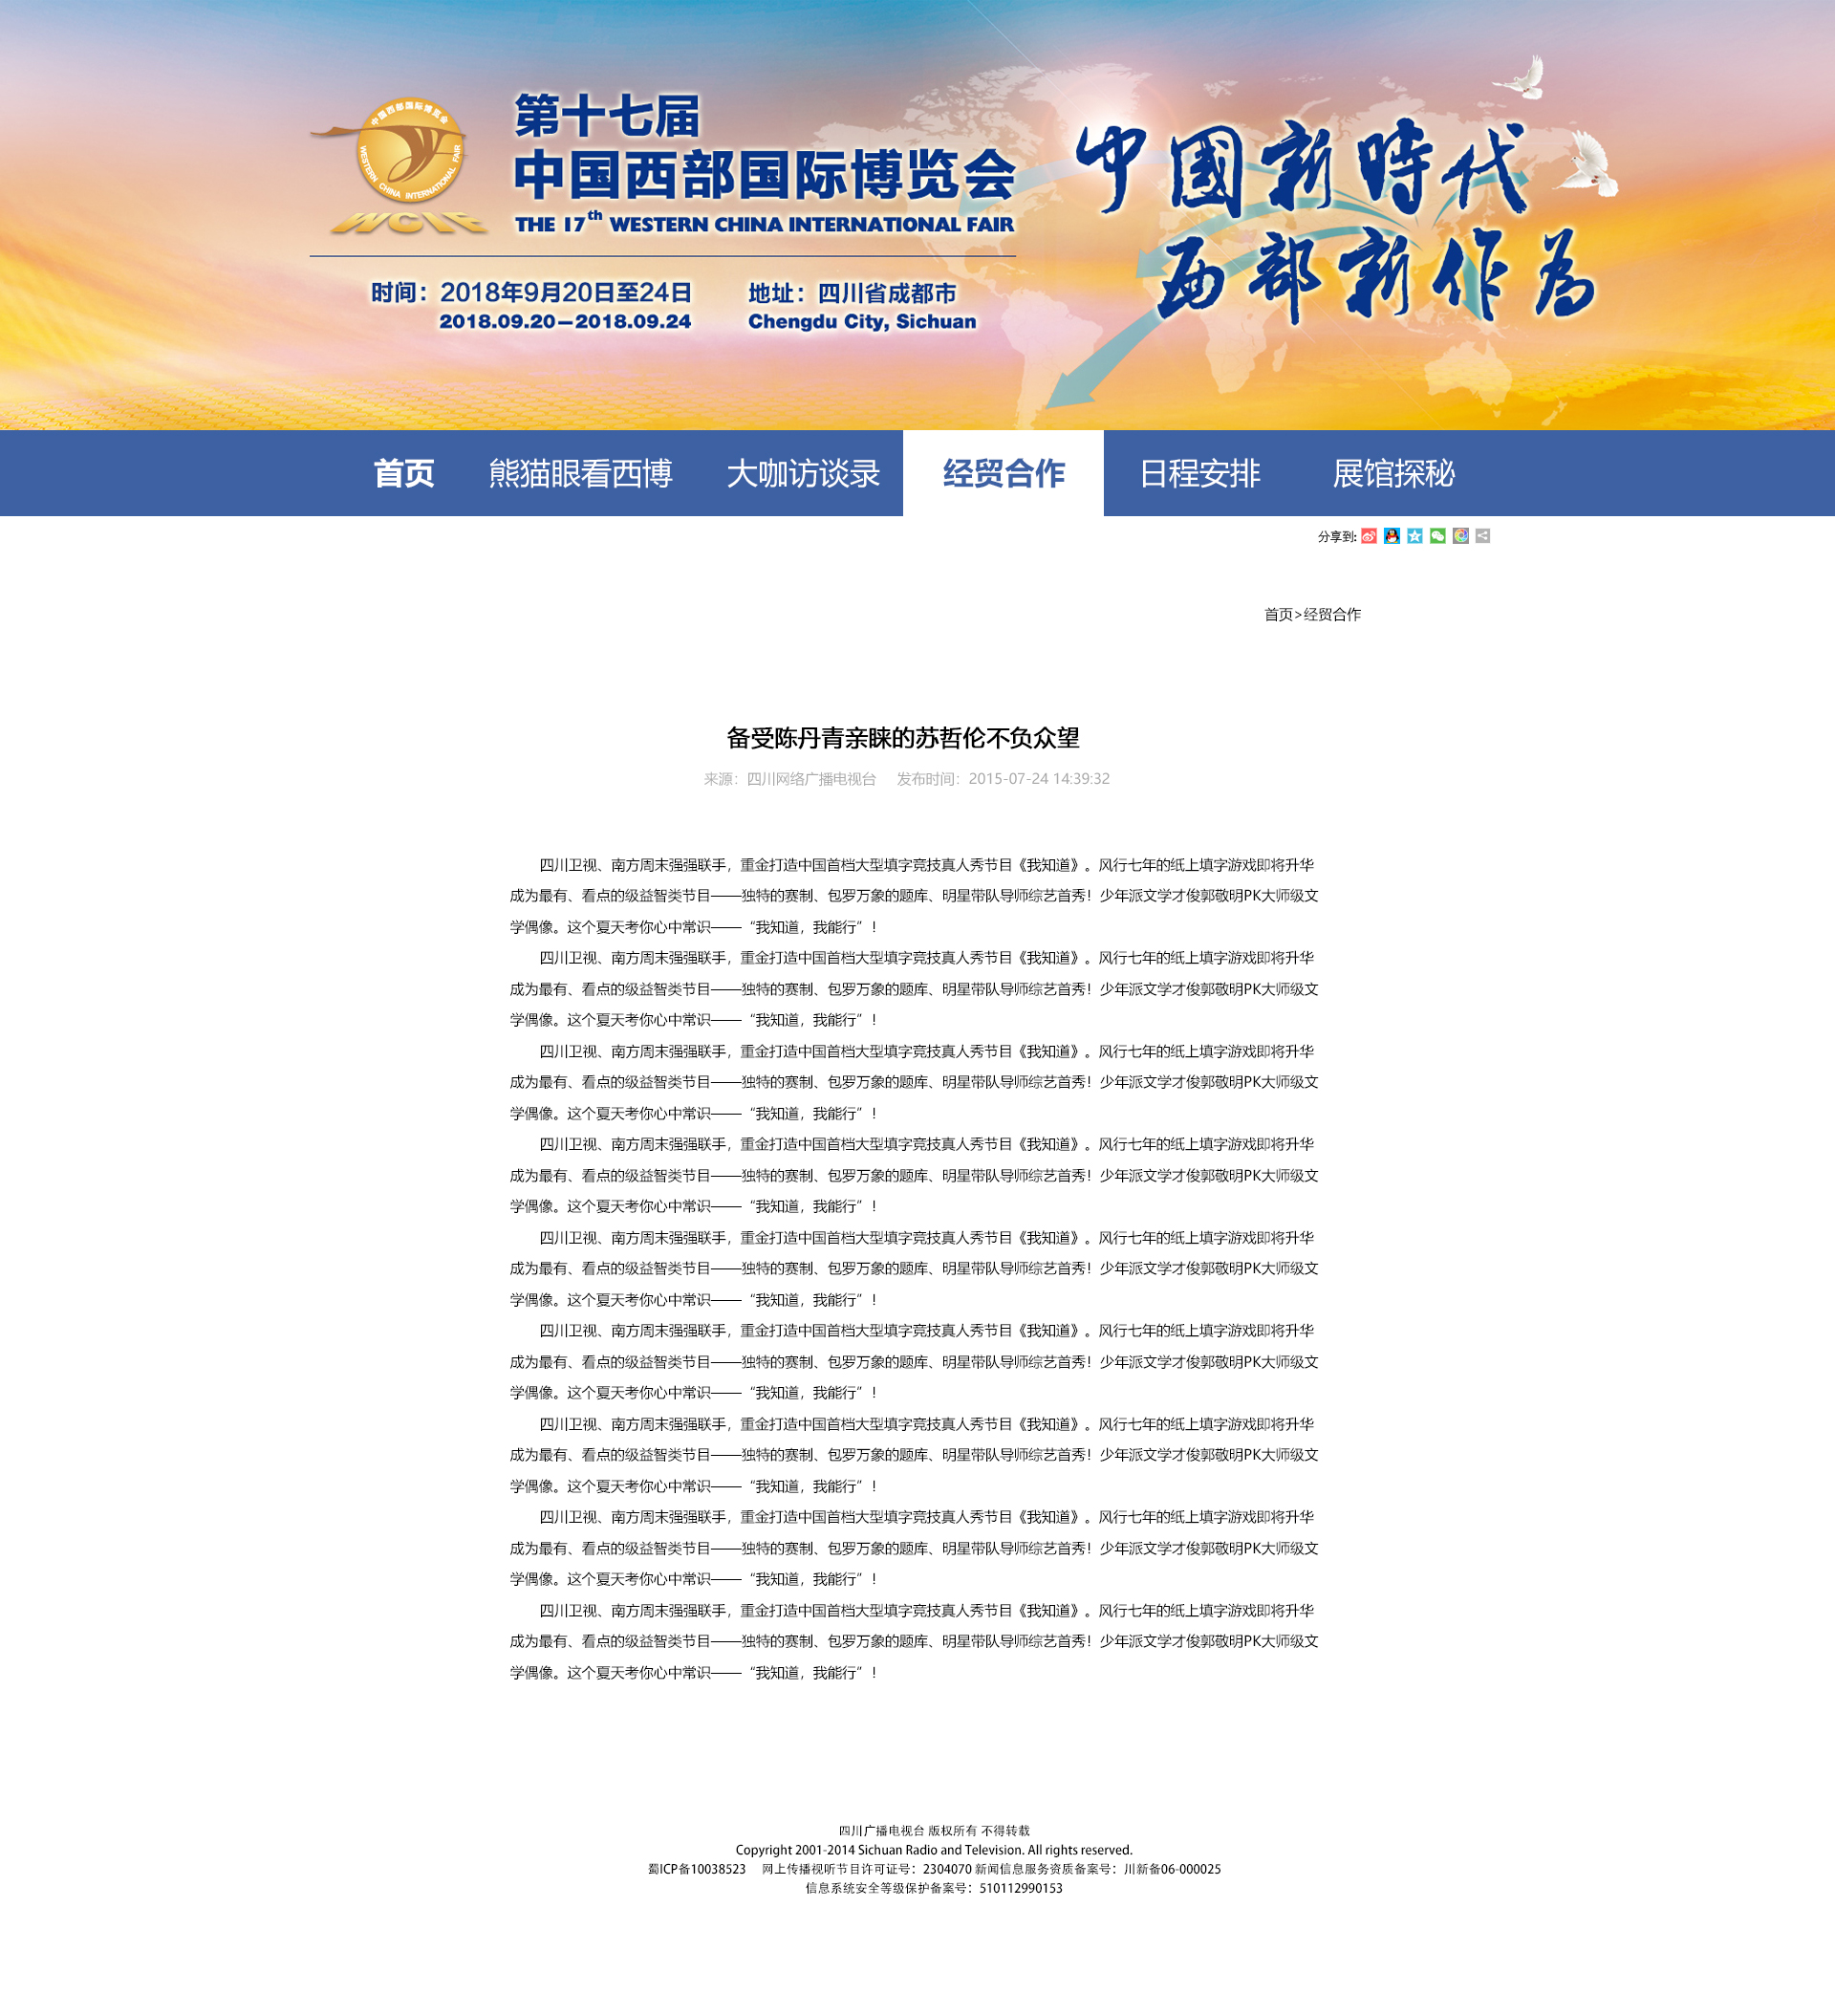 中国西部国际博览会
WESTERN CHINA INTERNATIONAL FAIR
WCIF
第十七届
中国西部国际博览会
THE 17th WESTERN CHINA INTERNATIONAL FAIR
时间：2018年9月20日至24日
2018.09.20—2018.09.24
地址：四川省成都市
Chengdu City, Sichuan
中國新時代
西部新作为
首页 熊猫眼看西博 大咖访谈录 经贸合作 日程安排 展馆探秘
分享到:
首页>经贸合作
备受陈丹青亲睐的苏哲伦不负众望
来源：四川网络广播电视台 发布时间：2015-07-24 14:39:32
四川卫视、南方周末强强联手，重金打造中国首档大型填字竞技真人秀节目《我知道》。风行七年的纸上填字游戏即将升华
成为最有、看点的级益智类节目——独特的赛制、包罗万象的题库、明星带队导师综艺首秀！少年派文学才俊郭敬明PK大师级文
学偶像。这个夏天考你心中常识——“我知道，我能行”！
四川卫视、南方周末强强联手，重金打造中国首档大型填字竞技真人秀节目《我知道》。风行七年的纸上填字游戏即将升华
成为最有、看点的级益智类节目——独特的赛制、包罗万象的题库、明星带队导师综艺首秀！少年派文学才俊郭敬明PK大师级文
学偶像。这个夏天考你心中常识——“我知道，我能行”！
四川卫视、南方周末强强联手，重金打造中国首档大型填字竞技真人秀节目《我知道》。风行七年的纸上填字游戏即将升华
成为最有、看点的级益智类节目——独特的赛制、包罗万象的题库、明星带队导师综艺首秀！少年派文学才俊郭敬明PK大师级文
学偶像。这个夏天考你心中常识——“我知道，我能行”！
四川卫视、南方周末强强联手，重金打造中国首档大型填字竞技真人秀节目《我知道》。风行七年的纸上填字游戏即将升华
成为最有、看点的级益智类节目——独特的赛制、包罗万象的题库、明星带队导师综艺首秀！少年派文学才俊郭敬明PK大师级文
学偶像。这个夏天考你心中常识——“我知道，我能行”！
四川卫视、南方周末强强联手，重金打造中国首档大型填字竞技真人秀节目《我知道》。风行七年的纸上填字游戏即将升华
成为最有、看点的级益智类节目——独特的赛制、包罗万象的题库、明星带队导师综艺首秀！少年派文学才俊郭敬明PK大师级文
学偶像。这个夏天考你心中常识——“我知道，我能行”！
四川卫视、南方周末强强联手，重金打造中国首档大型填字竞技真人秀节目《我知道》。风行七年的纸上填字游戏即将升华
成为最有、看点的级益智类节目——独特的赛制、包罗万象的题库、明星带队导师综艺首秀！少年派文学才俊郭敬明PK大师级文
学偶像。这个夏天考你心中常识——“我知道，我能行”！
四川卫视、南方周末强强联手，重金打造中国首档大型填字竞技真人秀节目《我知道》。风行七年的纸上填字游戏即将升华
成为最有、看点的级益智类节目——独特的赛制、包罗万象的题库、明星带队导师综艺首秀！少年派文学才俊郭敬明PK大师级文
学偶像。这个夏天考你心中常识——“我知道，我能行”！
四川卫视、南方周末强强联手，重金打造中国首档大型填字竞技真人秀节目《我知道》。风行七年的纸上填字游戏即将升华
成为最有、看点的级益智类节目——独特的赛制、包罗万象的题库、明星带队导师综艺首秀！少年派文学才俊郭敬明PK大师级文
学偶像。这个夏天考你心中常识——“我知道，我能行”！
四川卫视、南方周末强强联手，重金打造中国首档大型填字竞技真人秀节目《我知道》。风行七年的纸上填字游戏即将升华
成为最有、看点的级益智类节目——独特的赛制、包罗万象的题库、明星带队导师综艺首秀！少年派文学才俊郭敬明PK大师级文
学偶像。这个夏天考你心中常识——“我知道，我能行”！
四川广播电视台 版权所有 不得转载
Copyright 2001-2014 Sichuan Radio and Television. All rights reserved.
蜀ICP备10038523 网上传播视听节目许可证号：2304070 新闻信息服务资质备案号：川新备06-000025
信息系统安全等级保护备案号：510112990153